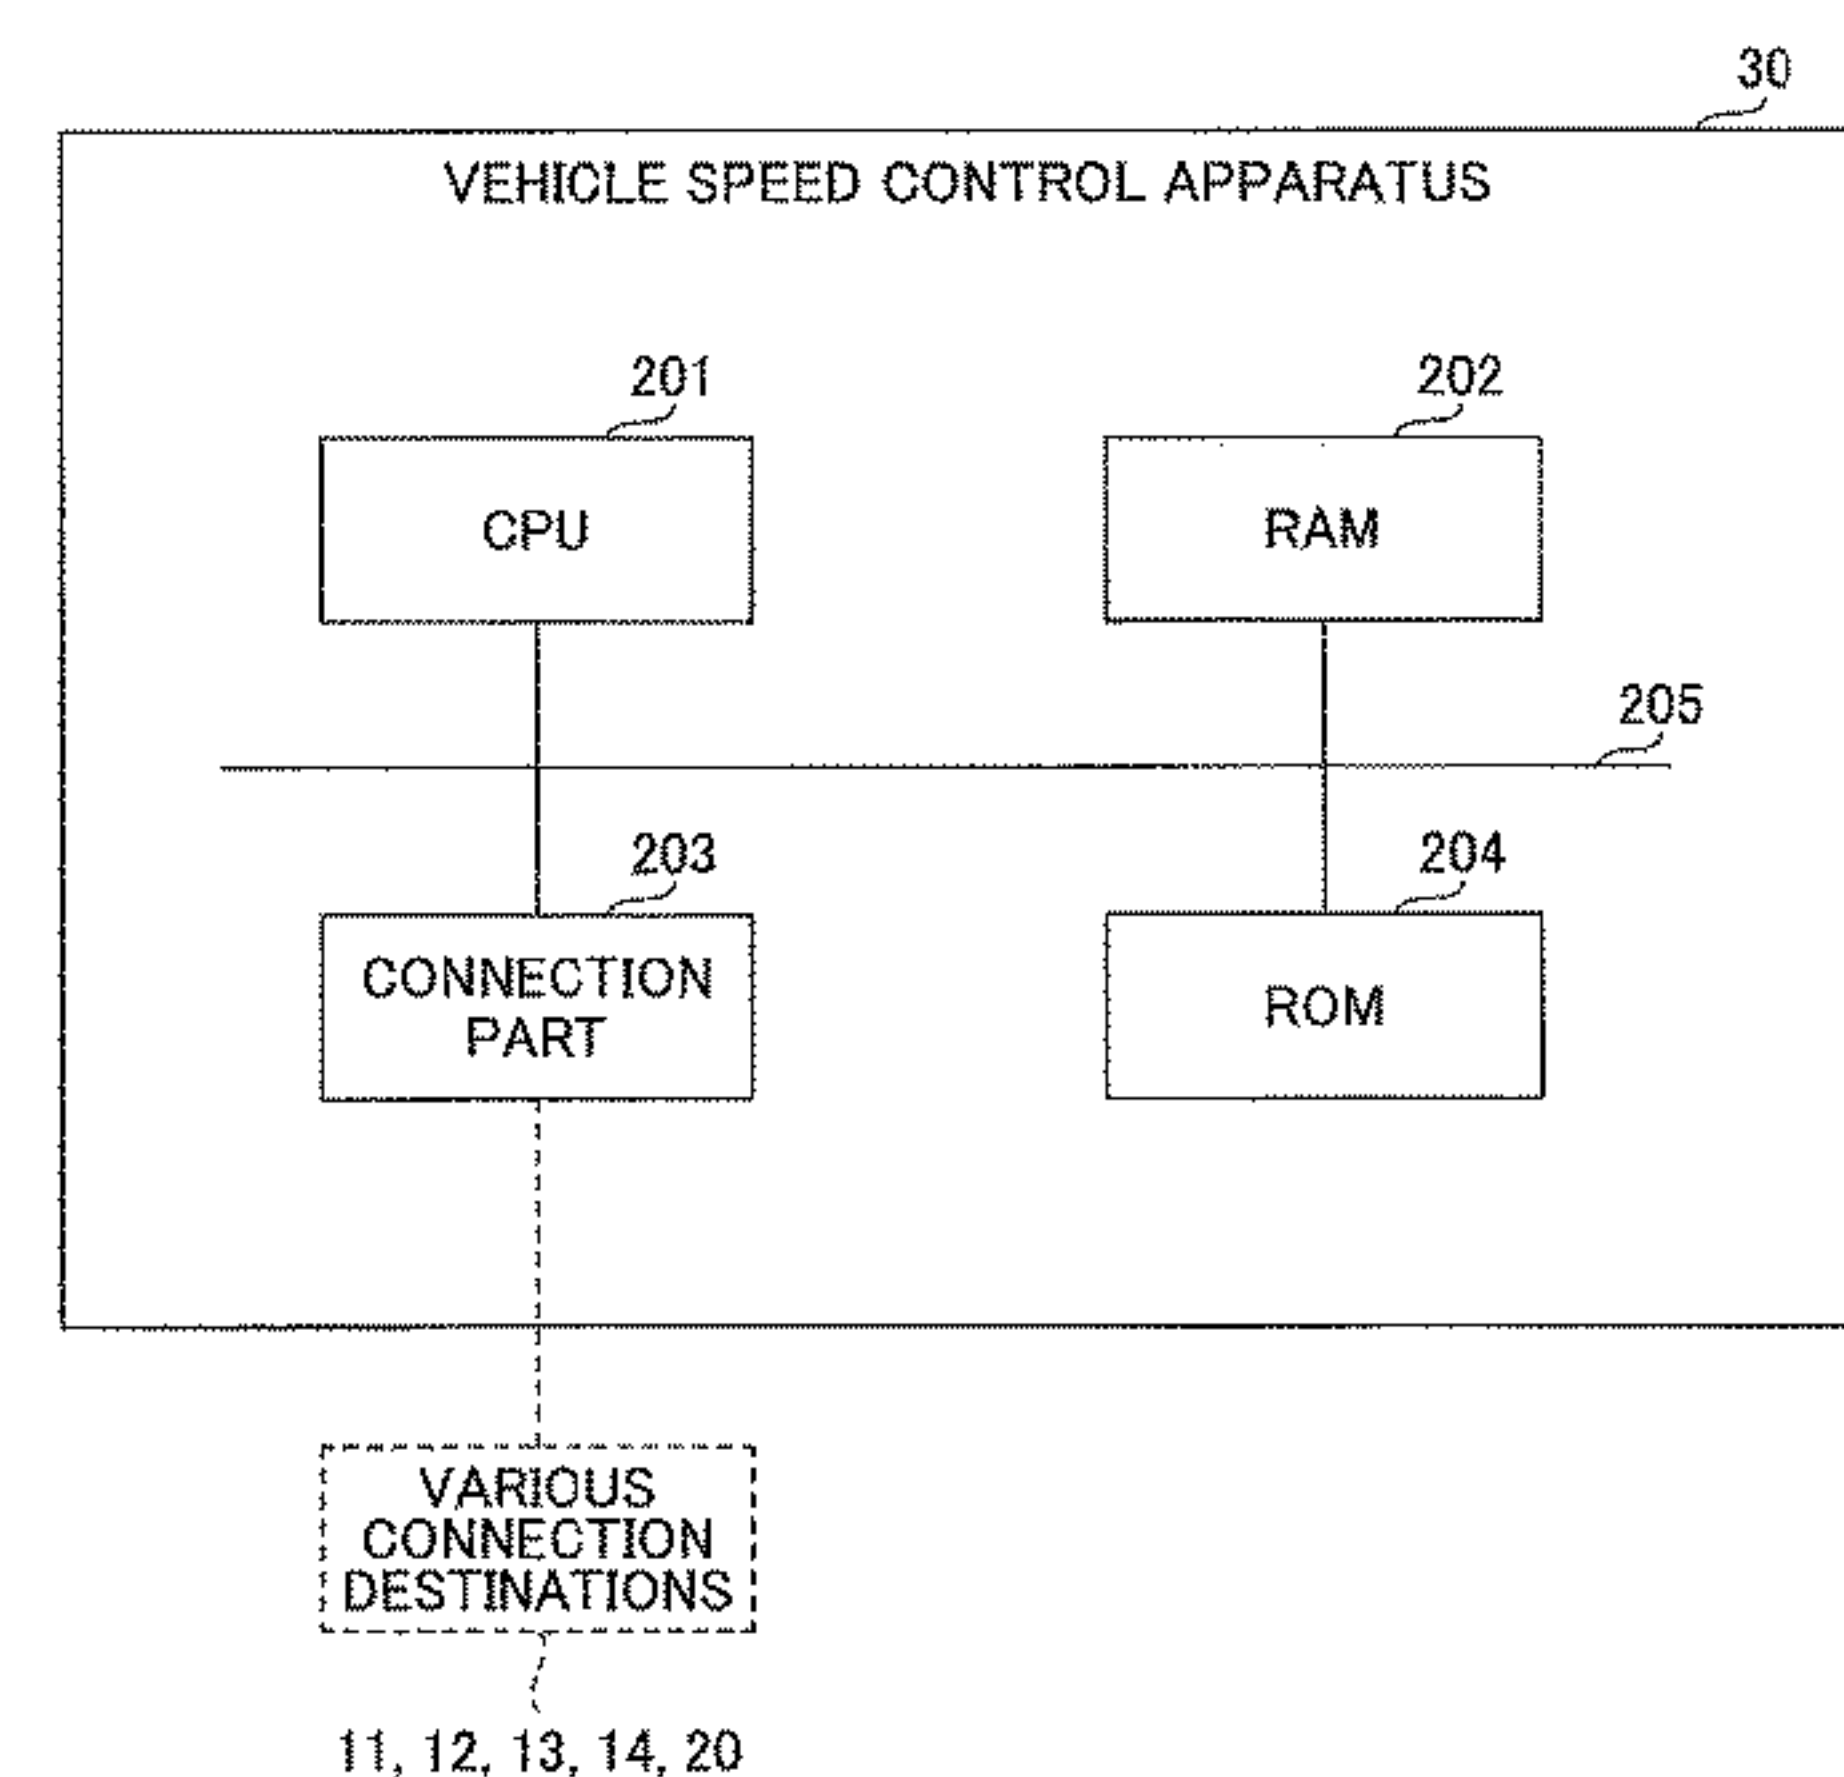 30
VEHICLE SPEED CONTROL APPARATUS
201
202
CPU
RAM
205
203
204
CONNECTION
PART
ROM
VARIOUS
CONNECTION
DESTINATIONS
11, 12, 13, 14, 20